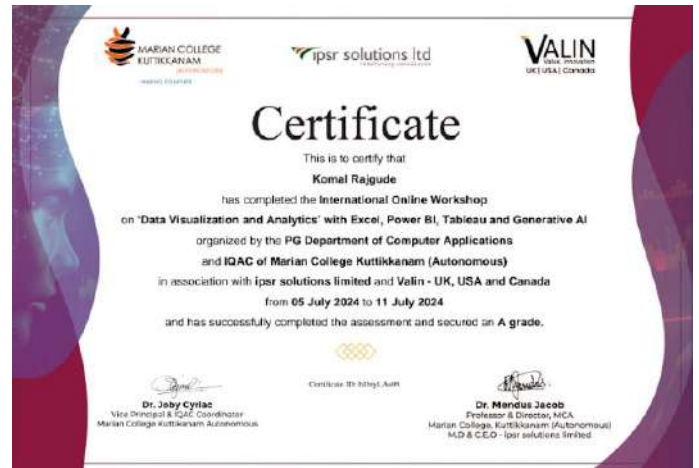 MARIAN COLLEGE
KUTTIKKANAM
ipsr solutions ltd
VALIN
Value, Innovation
UK | USA | Canada
Certificate
This is to certify that
Komal Rajgude
has completed the International Online Workshop
on 'Data Visualization and Analytics' with Excel, Power BI, Tableau and Generative AI
organized by the PG Department of Computer Applications
and IQAC of Marian College Kuttikkanam (Autonomous)
in association with ipsr solutions limited and Valin - UK, USA and Canada
from 05 July 2024 to 11 July 2024
and has successfully completed the assessment and secured an A grade.
Certificate ID:
Dr. Joby Cyriac
Vice Principal & IQAC Coordinator
Marian College Kuttikkanam Autonomous
Dr. Mendus Jacob
Professor & Director, MCA
Marian College, Kuttikkanam (Autonomous)
M.D & C.E.O - ipsr solutions limited